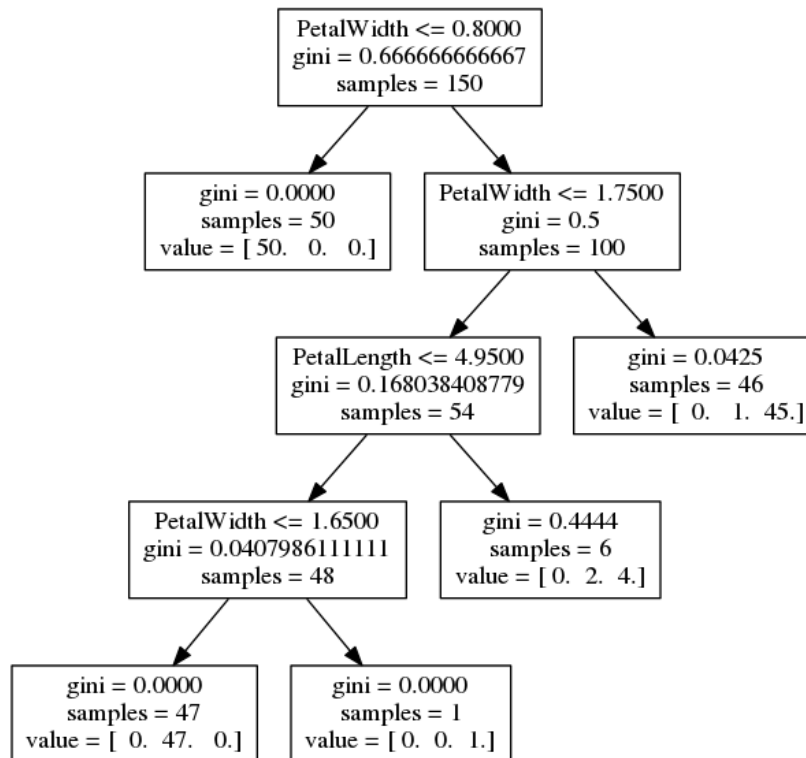 PetalWidth <= 0.8000
gini = 0.666666666667
samples = 150
gini = 0.0000
samples = 50
value = [ 50. 0. 0.]
PetalWidth <= 1.7500
gini = 0.5
samples = 100
PetalLength <= 4.9500
gini = 0.168038408779
samples = 54
gini = 0.0425
samples = 46
value = [ 0. 1. 45.]
PetalWidth <= 1.6500
gini = 0.0407986111111
samples = 48
gini = 0.4444
samples = 6
value = [ 0. 2. 4.]
gini = 0.0000
samples = 47
value = [ 0. 47. 0.]
gini = 0.0000
samples = 1
value = [ 0. 0. 1.]